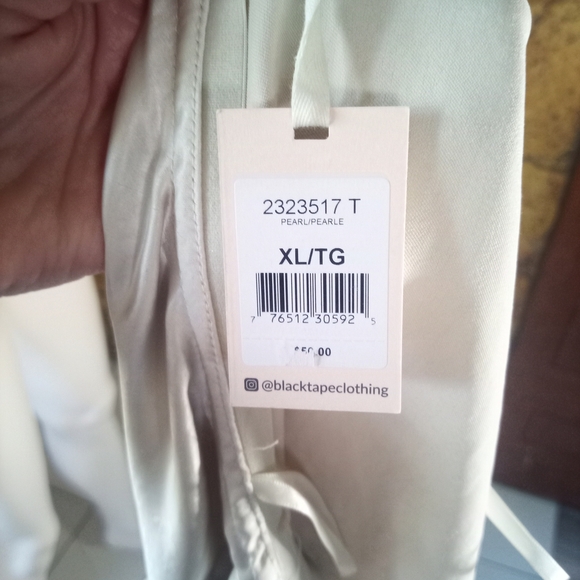 2323517 T
PEARL/PEARLE
XL/TG
7 76512 30592 5
@blacktapeclothing